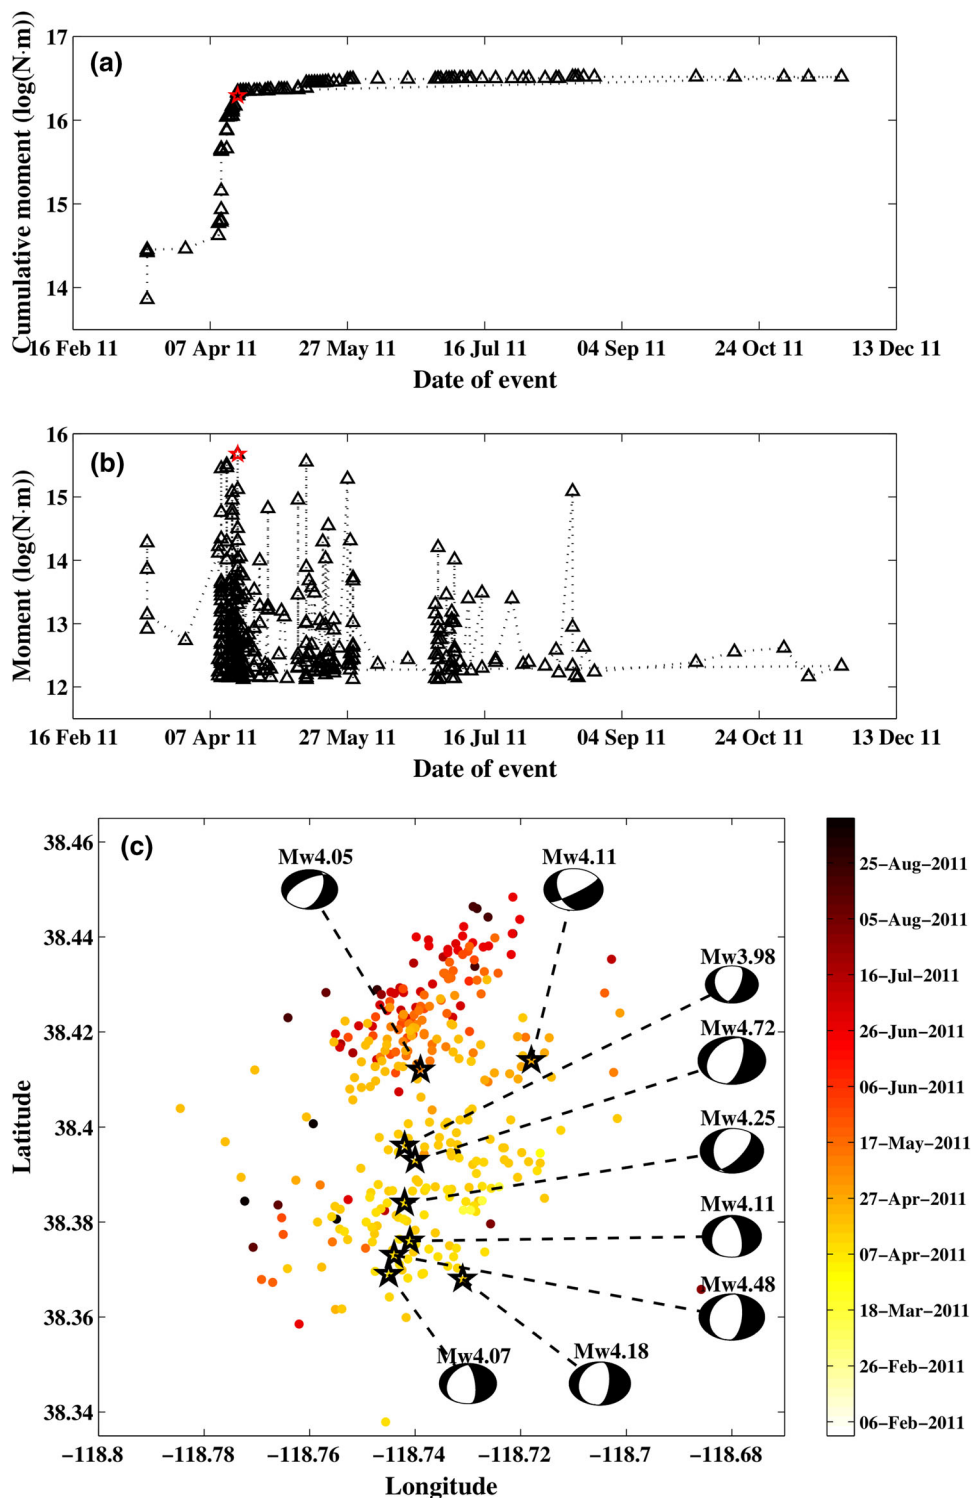 (a)
Cumulative moment (log(N·m))
17
16
15
14
16 Feb 11 07 Apr 11 27 May 11 16 Jul 11 04 Sep 11 24 Oct 11 13 Dec 11
Date of event
(b)
Moment (log(N·m))
16
15
14
13
12
16 Feb 11 07 Apr 11 27 May 11 16 Jul 11 04 Sep 11 24 Oct 11 13 Dec 11
Date of event
(c)
Latitude
38.46
38.44
38.42
38.4
38.38
38.36
38.34
Mw4.05
Mw4.11
Mw3.98
Mw4.72
Mw4.25
Mw4.11
Mw4.48
Mw4.18
Mw4.07
−118.8 −118.78 −118.76 −118.74 −118.72 −118.7 −118.68
Longitude
25−Aug−2011
05−Aug−2011
16−Jul−2011
26−Jun−2011
06−Jun−2011
17−May−2011
27−Apr−2011
07−Apr−2011
18−Mar−2011
26−Feb−2011
06−Feb−2011